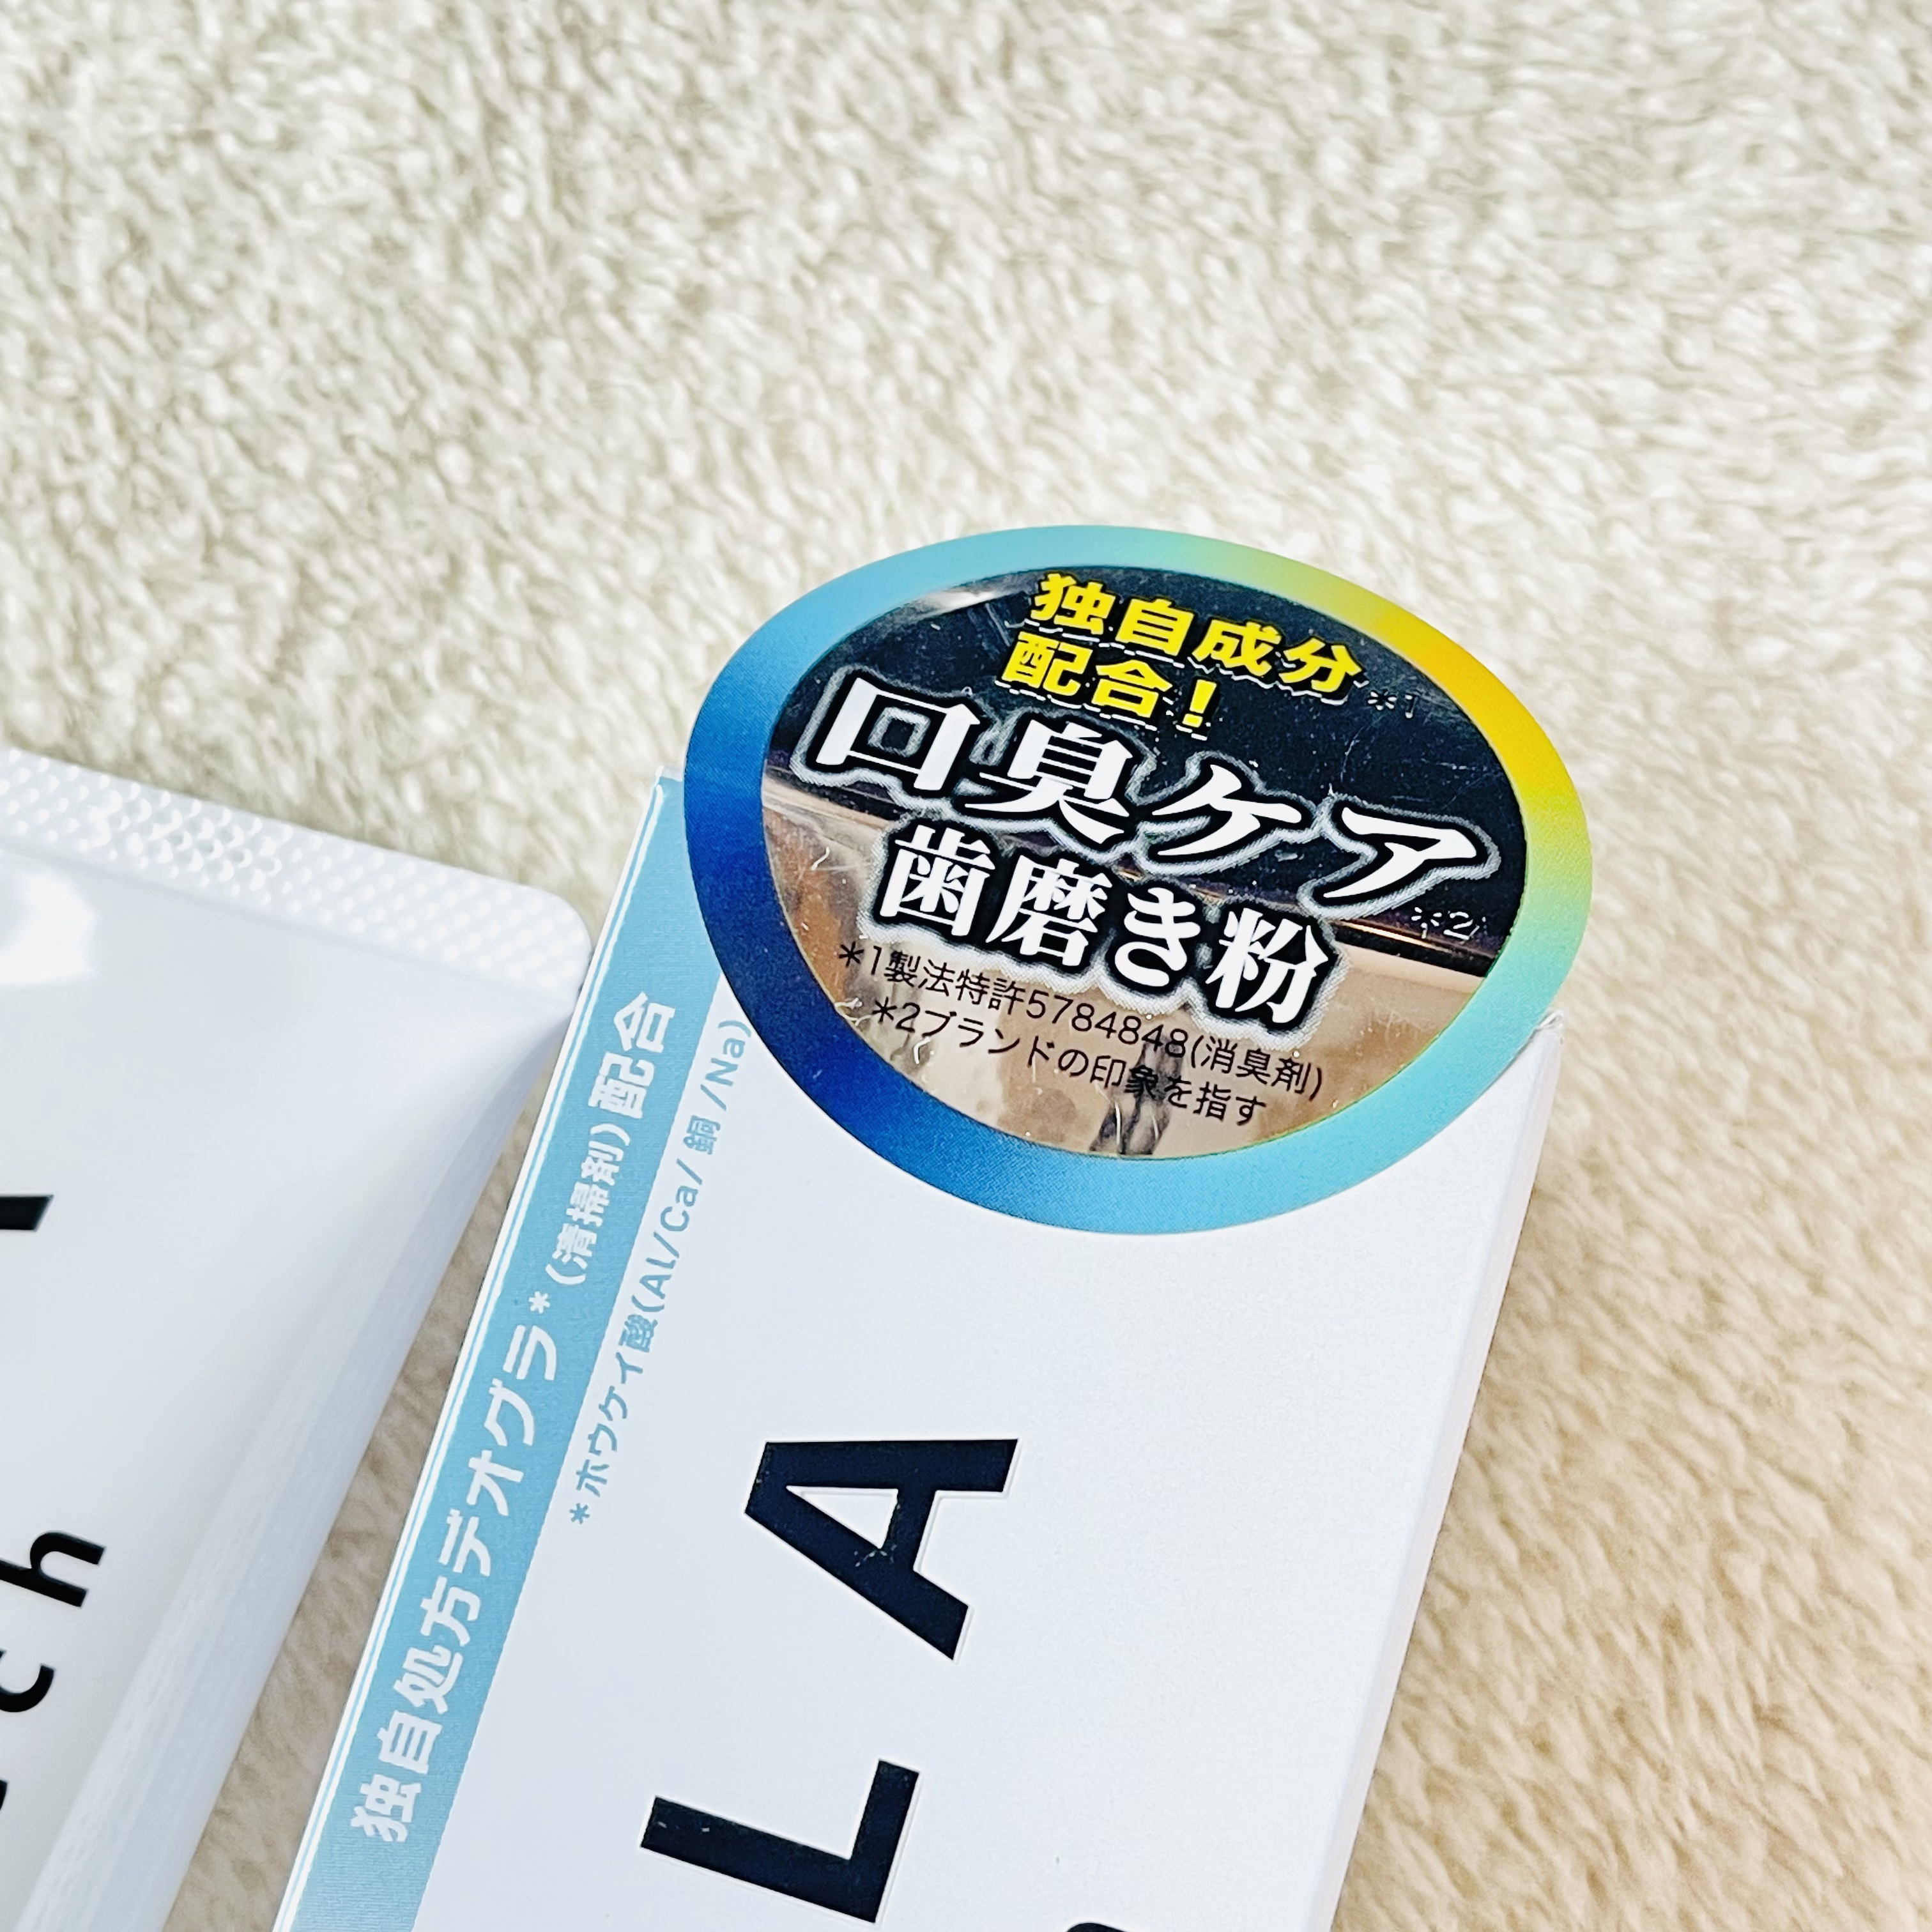 独自成分*1
配合！
口臭ケア*2
歯磨き粉
*1製法特許5784848(消臭剤)
*2ブランドの印象を指す
独自処方デオグラ*(清掃剤)配合
*ホウケイ酸(Al/Ca/銅/Na)
LA
ch